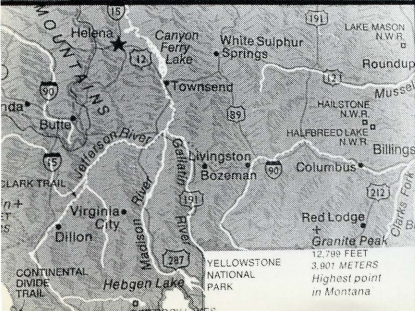 15
191
LAKE MASON
N.W.R.
MOUNTAINS
Helena
Canyon
Ferry
Lake
White Sulphur
Springs
Roundup
12
12
90
Townsend
HAILSTONE
N.W.R.
nda
Butte
89
HALFBREED LAKE
N.W.R.
Jefferson River
Gallatin River
Livingston
Bozeman
90
Columbus
Billings
15
CLARK TRAIL
212
Clarks Fork
Madison River
191
Virginia
City
Red Lodge
Dillon
Granite Peak
12,799 FEET
3,901 METERS
Highest point
in Montana
287
YELLOWSTONE
NATIONAL
PARK
CONTINENTAL
DIVIDE
TRAIL
Hebgen Lake